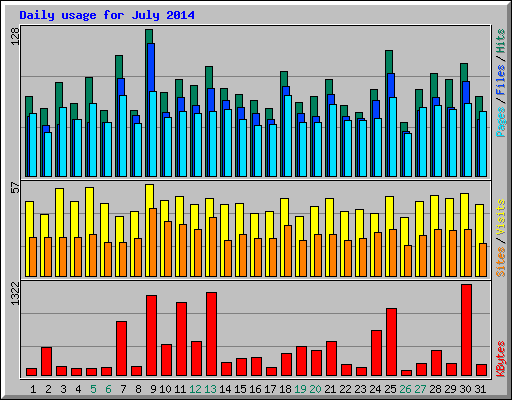 Daily usage for July 2014
128
Pages / Files / Hits
57
Sites / Visits
1322
KBytes
1 2 3 4 5 6 7 8 9 10 11 12 13 14 15 16 17 18 19 20 21 22 23 24 25 26 27 28 29 30 31